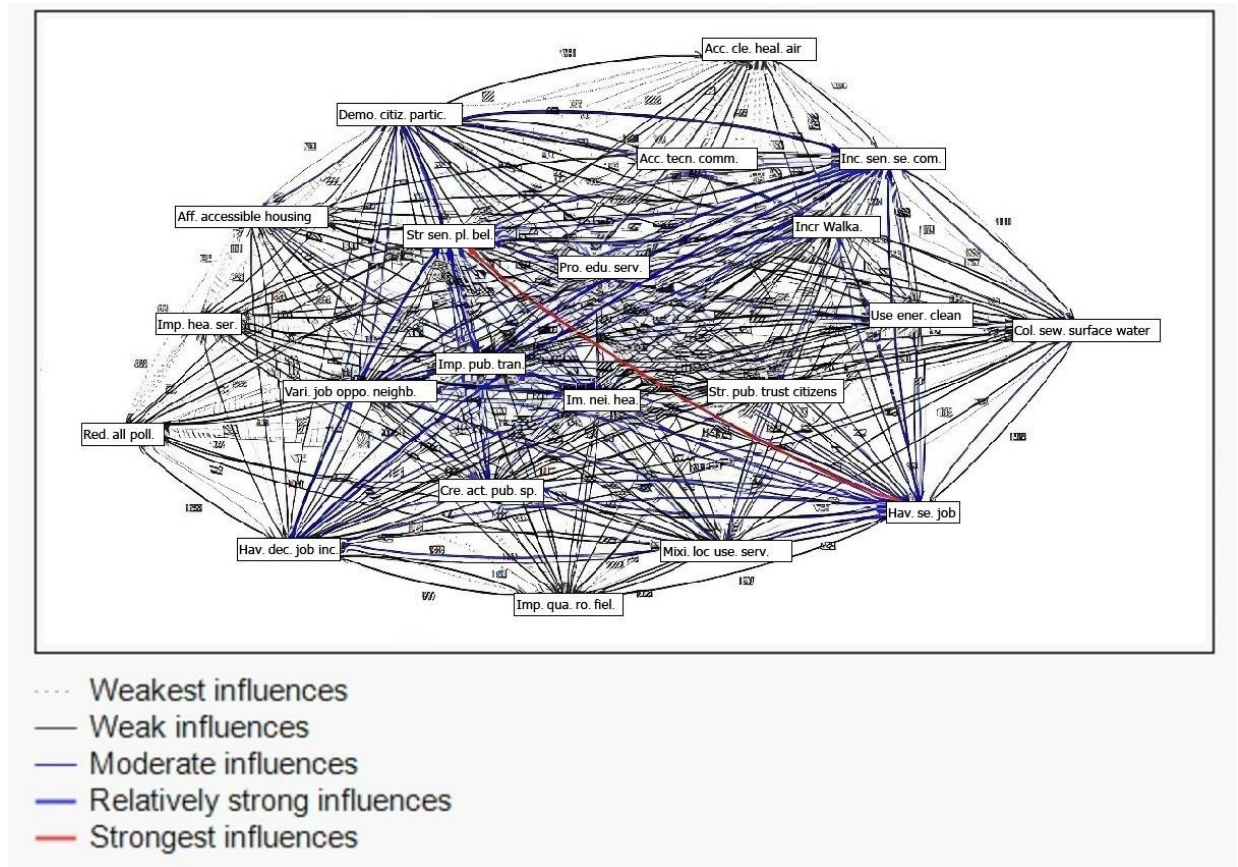 Acc. cle. heal. air
Demo. citiz. partic.
Acc. tecn. comm.
Inc. sen. se. com.
Aff. accessible housing
Str sen. pl. bel.
Incr Walka.
Pro. edu. serv.
Imp. hea. ser.
Use ener. clean
Col. sew. surface water
Imp. pub. tran.
Vari. job oppo. neighb.
Im. nei. hea.
Str. pub. trust citizens
Red. all poll.
Cre. act. pub. sp.
Hav. se. job
Hav. dec. job inc.
Mixi. loc use. serv.
Imp. qua. ro. fiel.
Weakest influences
Weak influences
Moderate influences
Relatively strong influences
Strongest influences